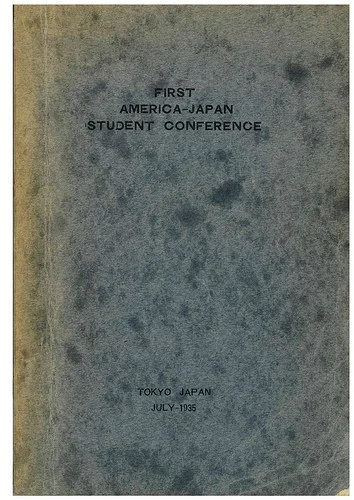 FIRST
AMERICA-JAPAN
STUDENT CONFERENCE
TOKYO JAPAN
JULY-1935